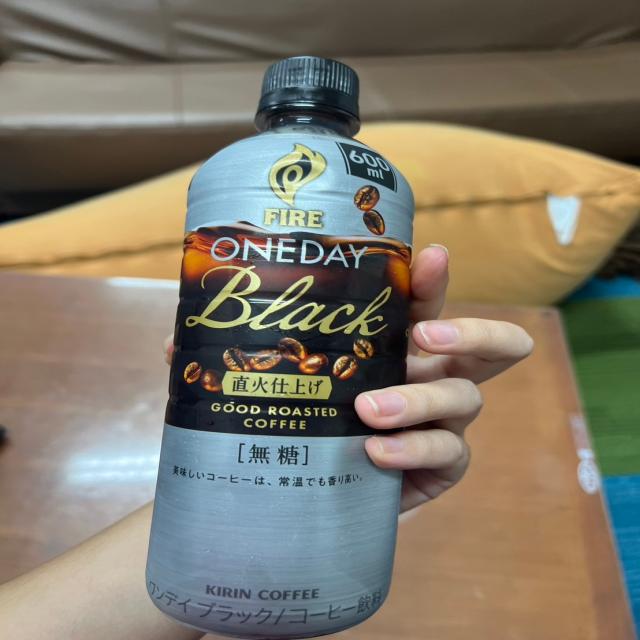 600
ml
FIRE
ONEDAY
Black
直火仕上げ
GOOD ROASTED
COFFEE
[無糖]
美味しいコーヒーは、常温でも香り高い。
KIRIN COFFEE
ワンデイ ブラック/コーヒー飲料